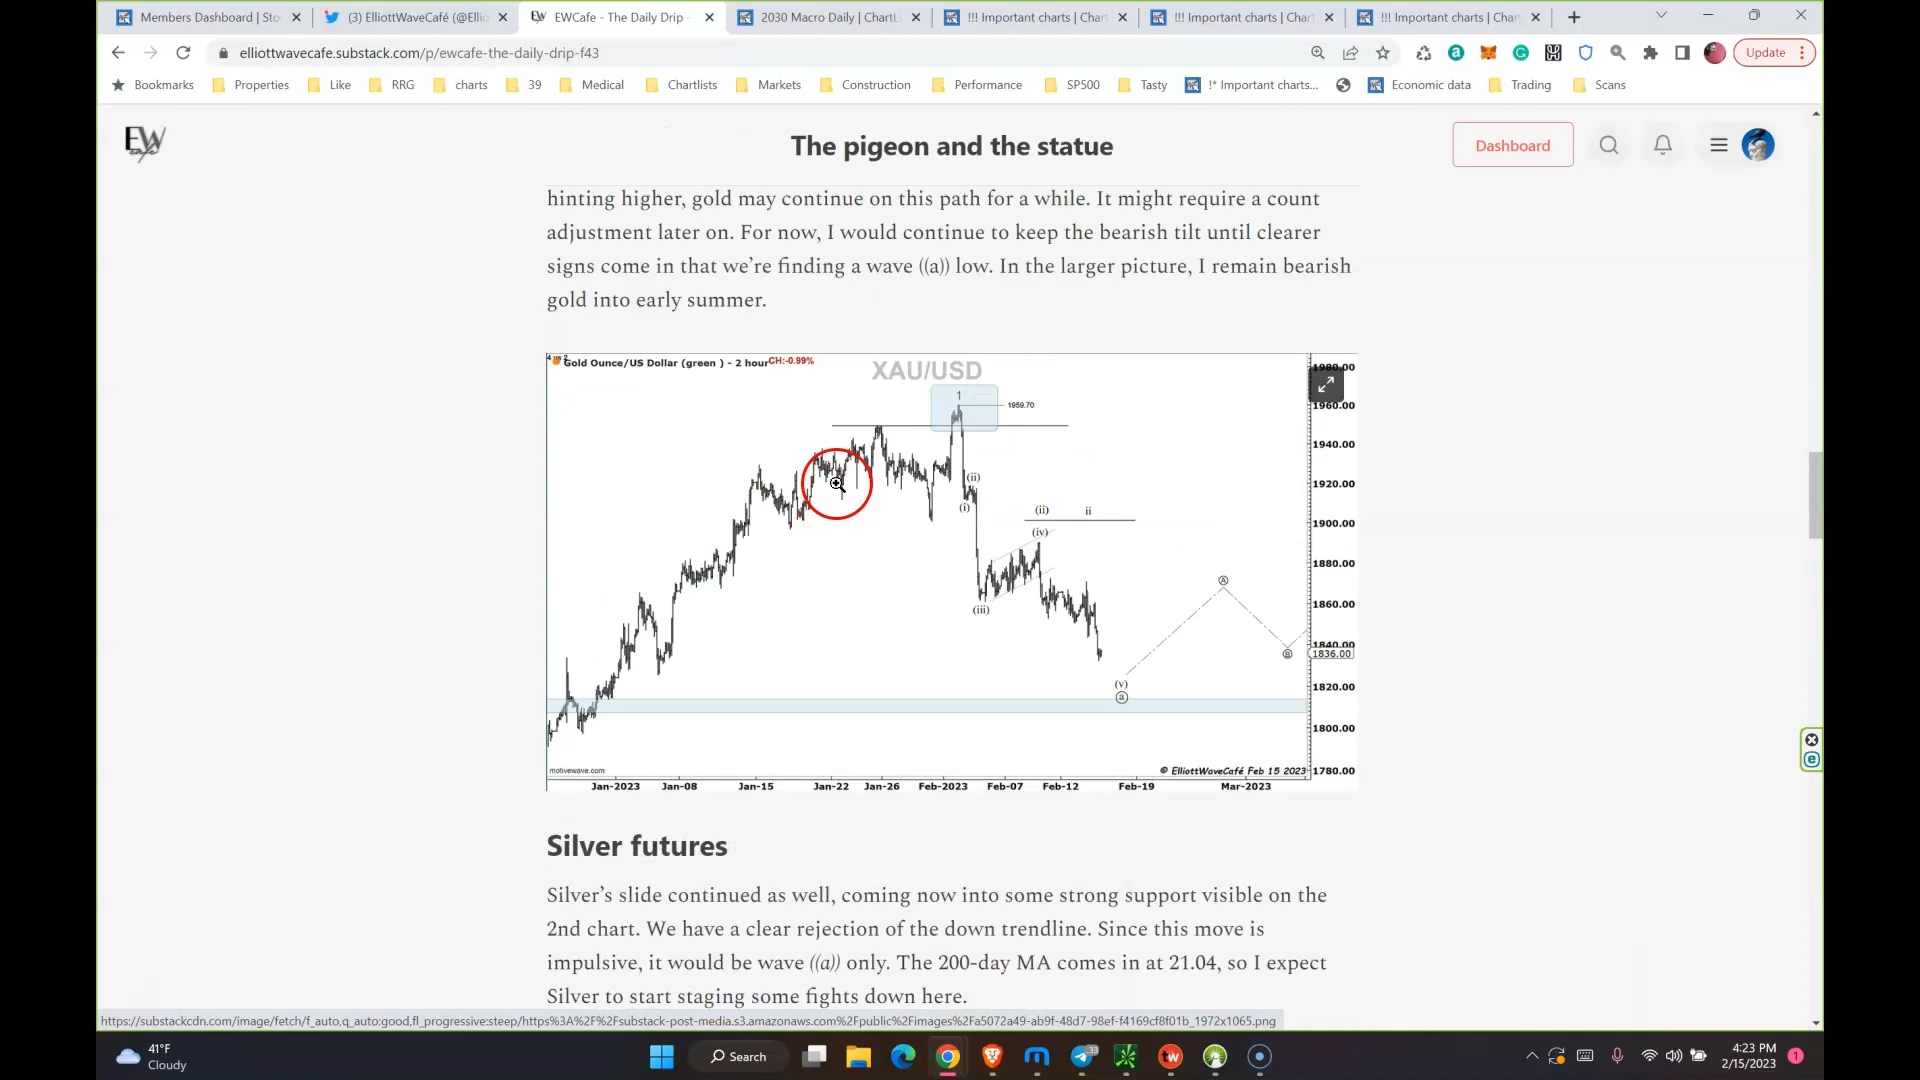 Members Dashboard | Sto
(3) ElliottWaveCafé (@Ellio
EWCafe - The Daily Drip -
2030 Macro Daily | ChartL
!!! Important charts | Char
!!! Important charts | Char
!!! Important charts | Char
elliottwavecafe.substack.com/p/ewcafe-the-daily-drip-f43
Update
Bookmarks
Properties
Like
RRG
charts
39
Medical
Chartlists
Markets
Construction
Performance
SP500
Tasty
!* Important charts...
Economic data
Trading
Scans
EW
cafe
The pigeon and the statue
Dashboard
hinting higher, gold may continue on this path for a while. It might require a count
adjustment later on. For now, I would continue to keep the bearish tilt until clearer
signs come in that we’re finding a wave ((a)) low. In the larger picture, I remain bearish
gold into early summer.
Gold Ounce/US Dollar (green ) - 2 hour CH:-0.99%
XAU/USD
1
1959.70
(ii)
(i)
(ii)
ii
(iv)
(iii)
(v)
a
A
B
1980.00
1960.00
1940.00
1920.00
1900.00
1880.00
1860.00
1840.00
1836.00
1820.00
1800.00
1780.00
motivewave.com
© ElliottWaveCafé Feb 15 2023
Jan-2023 Jan-08 Jan-15 Jan-22 Jan-26 Feb-2023 Feb-07 Feb-12 Feb-19 Mar-2023
Silver futures
Silver’s slide continued as well, coming now into some strong support visible on the
2nd chart. We have a clear rejection of the down trendline. Since this move is
impulsive, it would be wave ((a)) only. The 200-day MA comes in at 21.04, so I expect
Silver to start staging some fights down here.
https://substackcdn.com/image/fetch/f_auto,q_auto:good,fl_progressive:steep/https%3A%2F%2Fsubstack-post-media.s3.amazonaws.com%2Fpublic%2Fimages%2Fa5072a49-ab9f-48d7-98ef-f4169cf8f01b_1972x1065.png
41°F
Cloudy
Search
4:23 PM
2/15/2023
1